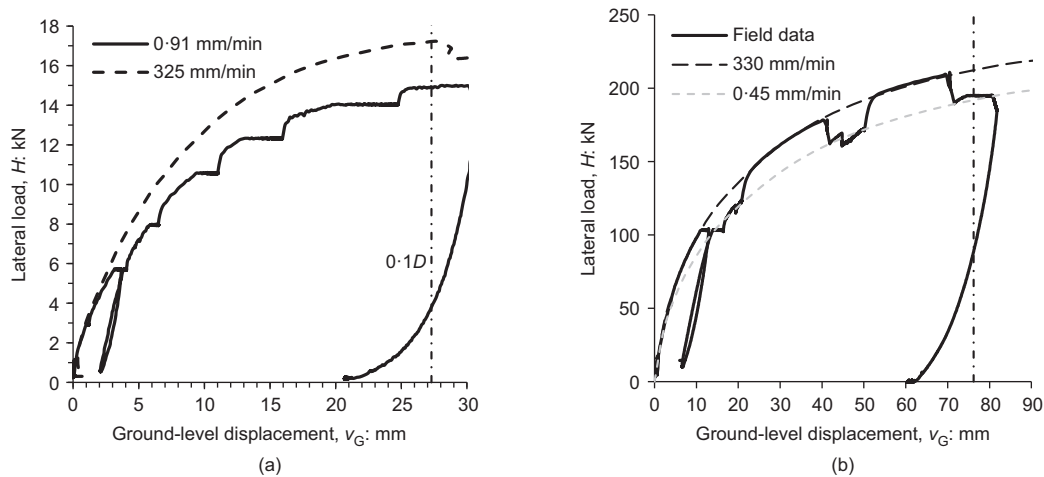 18
16
14
12
10
8
6
4
2
0
Lateral load, H: kN
0·91 mm/min
325 mm/min
0·1D
0
5
10
15
20
25
30
Ground-level displacement, vG: mm
(a)
250
200
150
100
50
0
Lateral load, H: kN
Field data
330 mm/min
0·45 mm/min
0
10
20
30
40
50
60
70
80
90
Ground-level displacement, vG: mm
(b)